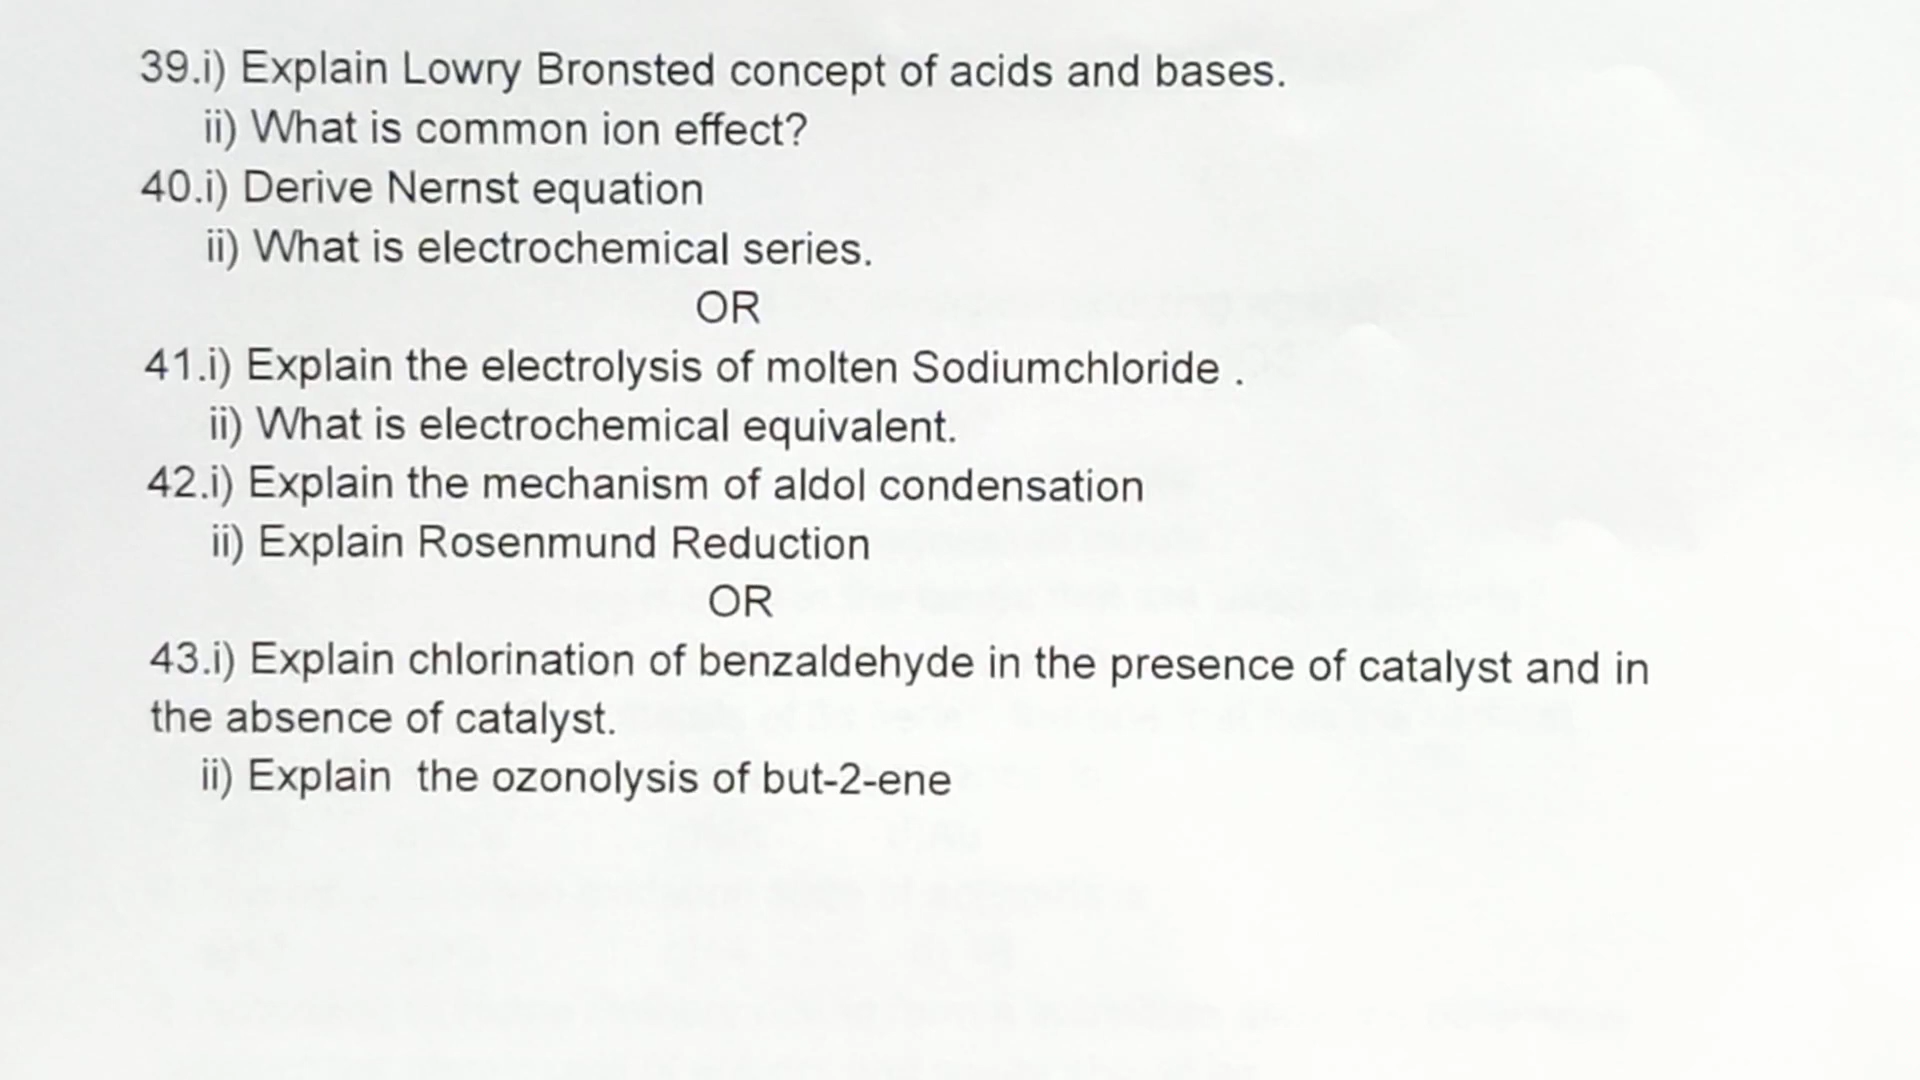 39.i) Explain Lowry Bronsted concept of acids and bases.
ii) What is common ion effect?
40.i) Derive Nernst equation
ii) What is electrochemical series.
OR
41.i) Explain the electrolysis of molten Sodiumchloride .
ii) What is electrochemical equivalent.
42.i) Explain the mechanism of aldol condensation
ii) Explain Rosenmund Reduction
OR
43.i) Explain chlorination of benzaldehyde in the presence of catalyst and in
the absence of catalyst.
ii) Explain the ozonolysis of but-2-ene